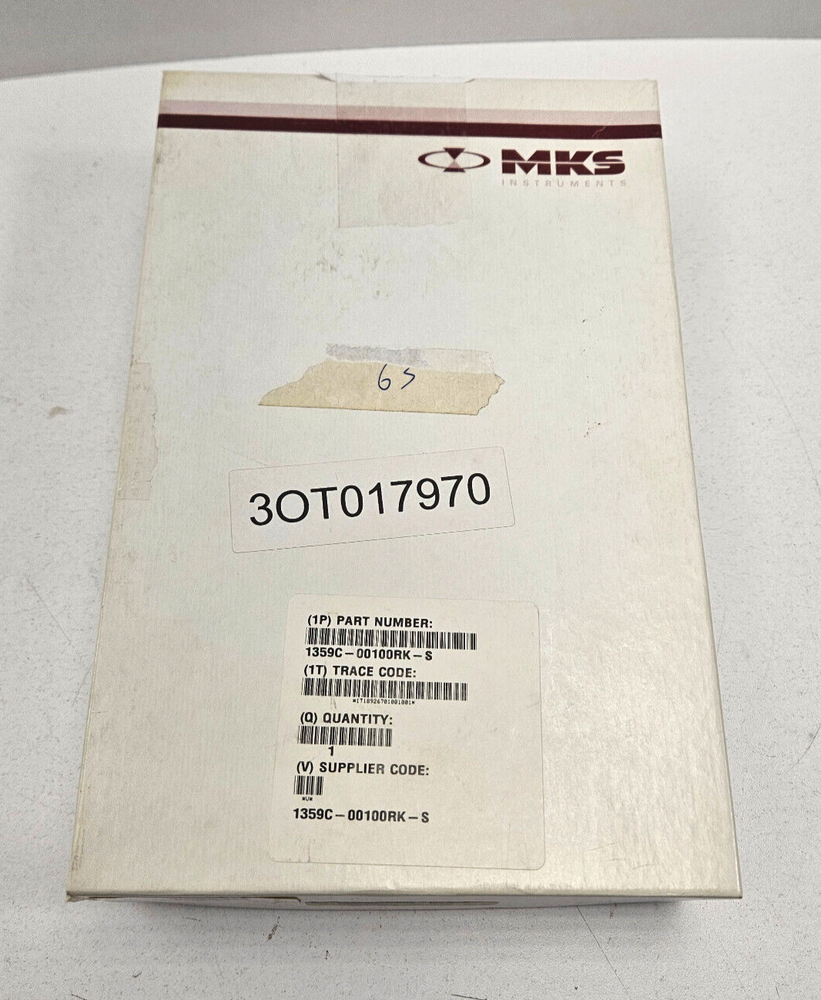 MKS
INSTRUMENTS
6S
3OT017970
(1P) PART NUMBER:
1359C-00100RK-S
(1T) TRACE CODE:
(Q) QUANTITY:
1
(V) SUPPLIER CODE:
1359C-00100RK-S